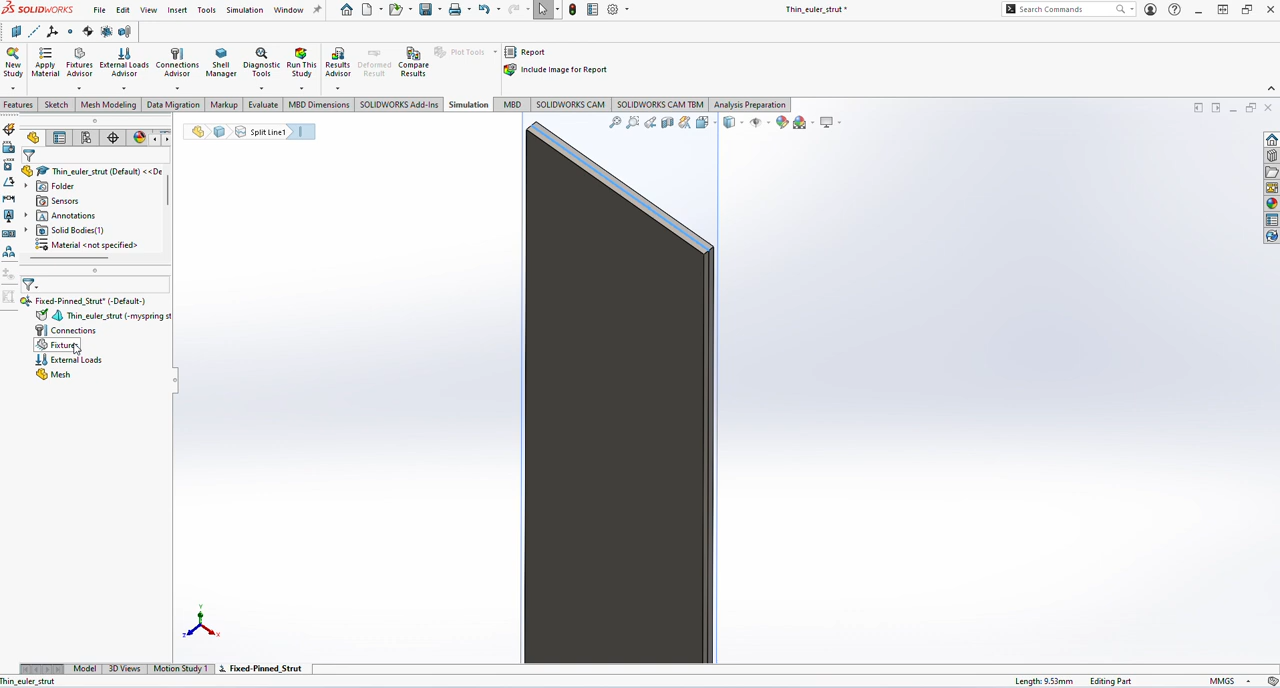 SOLIDWORKS File Edit View Insert Tools Simulation Window Thin_euler_strut * Search Commands
New Study
Apply Material
Fixtures Advisor
External Loads Advisor
Connections Advisor
Shell Manager
Diagnostic Tools
Run This Study
Results Advisor
Deformed Result
Compare Results
Plot Tools
Report
Include Image for Report
Features Sketch Mesh Modeling Data Migration Markup Evaluate MBD Dimensions SOLIDWORKS Add-Ins Simulation MBD SOLIDWORKS CAM SOLIDWORKS CAM TBM Analysis Preparation
Split Line1
Thin_euler_strut (Default) <<De
Folder
Sensors
Annotations
Solid Bodies(1)
Material <not specified>
Fixed-Pinned_Strut* (-Default-)
Thin_euler_strut (-myspring st
Connections
Fixtures
External Loads
Mesh
Y
Z X
Model 3D Views Motion Study 1 Fixed-Pinned_Strut
Thin_euler_strut Length: 9.53mm Editing Part MMGS